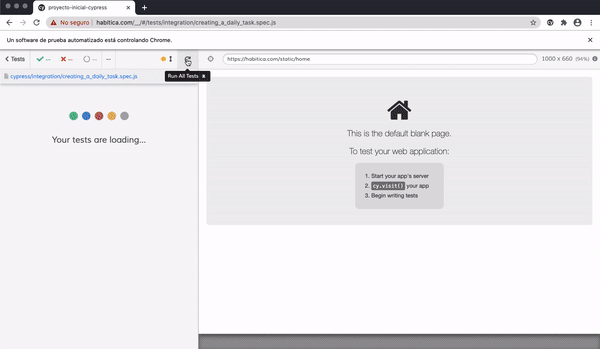 proyecto-inicial-cypress
No seguro | habitica.com/__/#/tests/integration/creating_a_daily_task.spec.js
Un software de prueba automatizado está controlando Chrome.
Tests
--
--
--
--
https://habitica.com/static/home
1000 x 660 (94%)
cypress/integration/creating_a_daily_task.spec.js
Run All Tests
Your tests are loading...
This is the default blank page.
To test your web application:
1. Start your app's server
2. cy.visit() your app
3. Begin writing tests